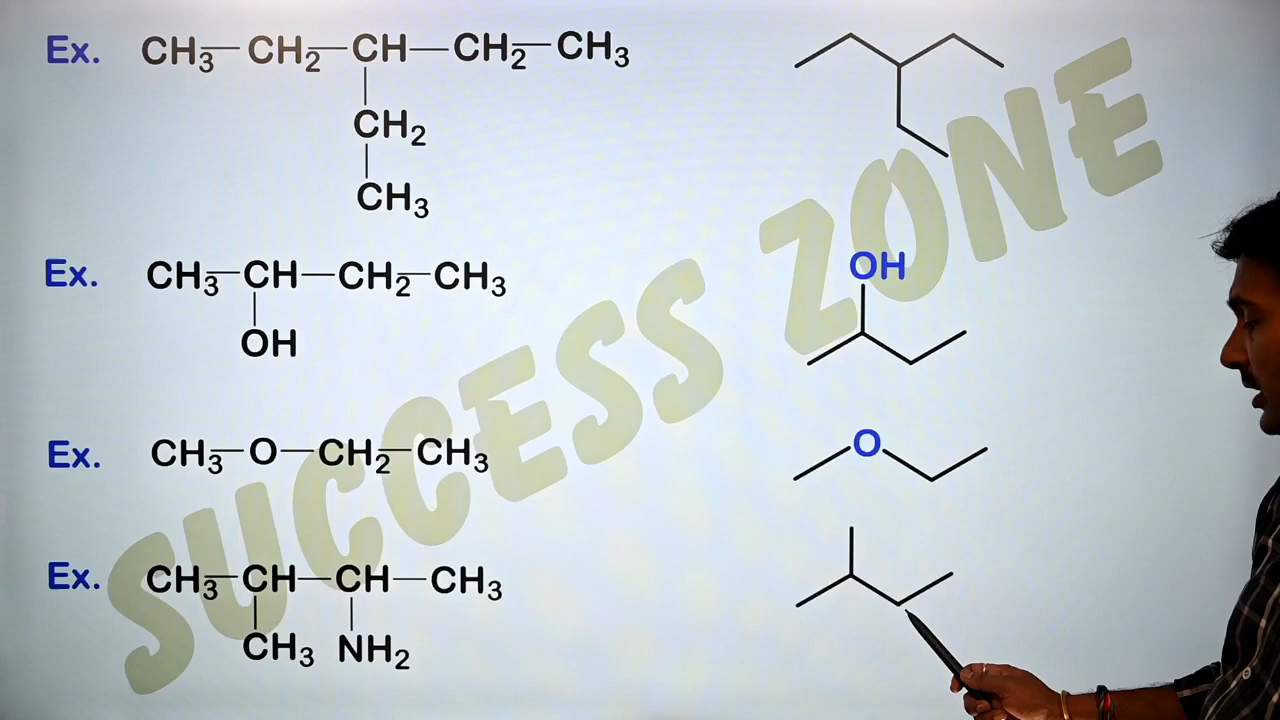 Ex. CH3—CH2—CH—CH2—CH3
CH2
CH3
Ex. CH3—CH—CH2—CH3
OH
OH
Ex. CH3—O—CH2—CH3
O
Ex. CH3—CH—CH—CH3
CH3 NH2
SUCCESS ZONE